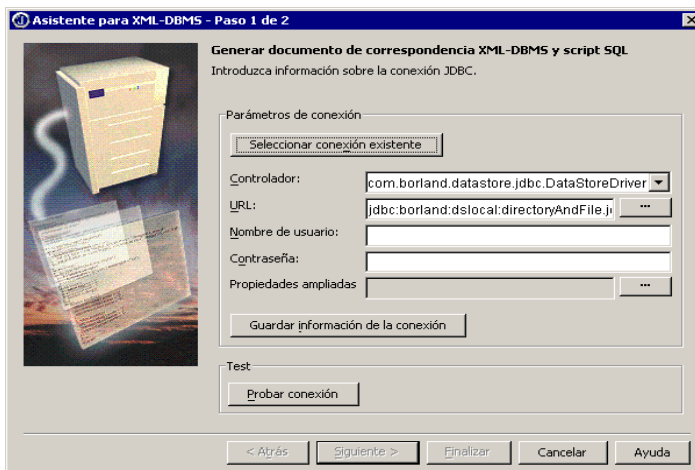 Asistente para XML-DBMS - Paso 1 de 2
Generar documento de correspondencia XML-DBMS y script SQL
Introduzca información sobre la conexión JDBC.
Parámetros de conexión
Seleccionar conexión existente
Controlador: com.borland.datastore.jdbc.DataStoreDriver
URL: jdbc:borland:dslocal:directoryAndFile.j ...
Nombre de usuario:
Contraseña:
Propiedades ampliadas ...
Guardar información de la conexión
Test
Probar conexión
< Atrás Siguiente > Finalizar Cancelar Ayuda